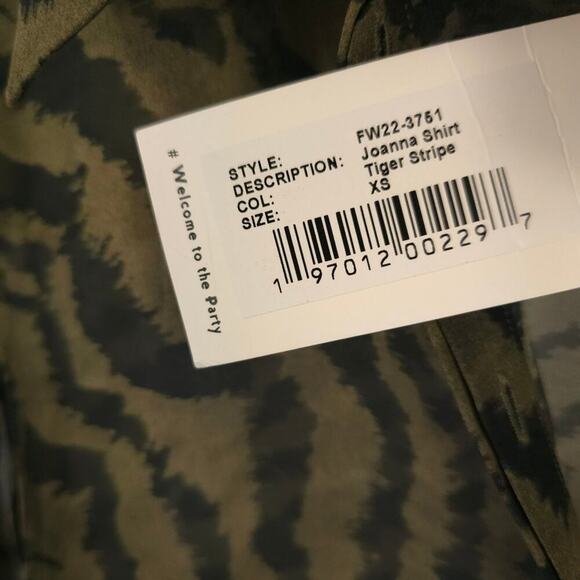 # Welcome to the Party
STYLE: FW22-3751
DESCRIPTION: Joanna Shirt
COL: Tiger Stripe
SIZE: XS
1 97012 00229 7